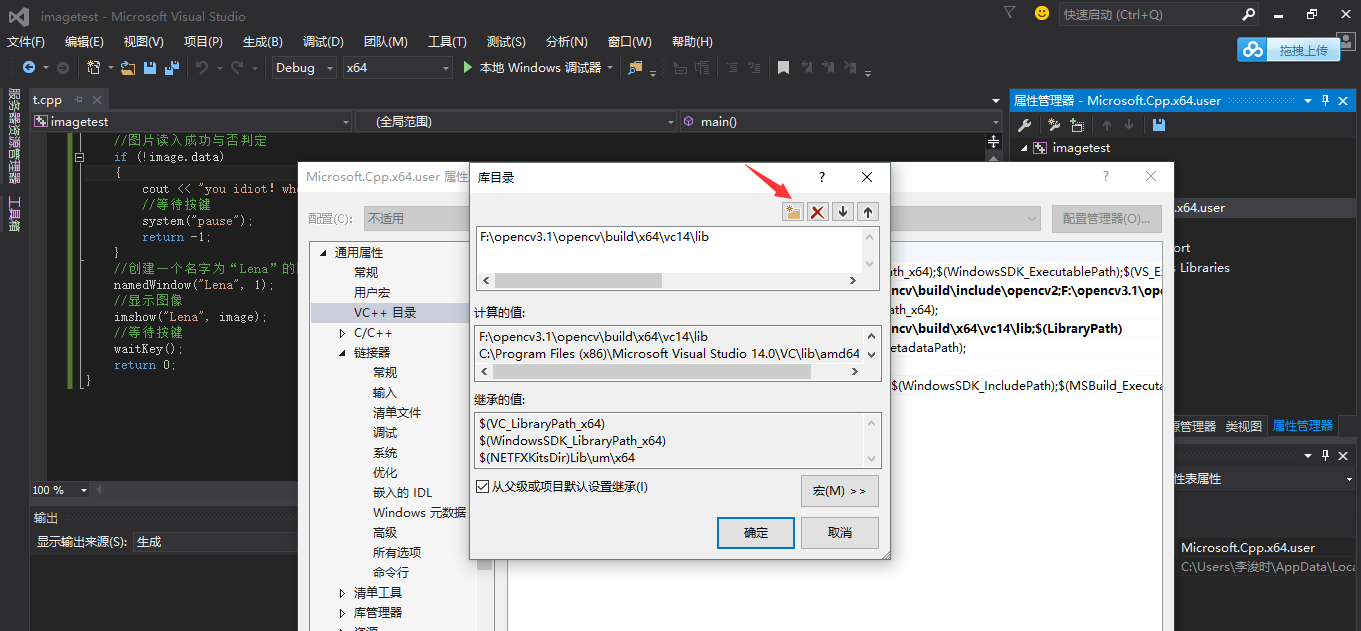 imagetest - Microsoft Visual Studio
快速启动 (Ctrl+Q)
文件(F) 编辑(E) 视图(V) 项目(P) 生成(B) 调试(D) 团队(M) 工具(T) 测试(S) 分析(N) 窗口(W) 帮助(H)
拖拽上传
Debug x64 本地 Windows 调试器
服务器资源管理器
工具箱
t.cpp
imagetest (全局范围) main()
//图片读入成功与否判定
if (!image.data)
{
cout << "you idiot! whe
//等待按键
system("pause");
return -1;
}
//创建一个名字为“Lena”的
namedWindow("Lena", 1);
//显示图像
imshow("Lena", image);
//等待按键
waitKey();
return 0;
}
100 %
输出
显示输出来源(S): 生成
Microsoft.Cpp.x64.user 属性
?
配置(C): 不适用
配置管理器(O)...
通用属性
常规
用户宏
VC++ 目录
C/C++
链接器
常规
输入
清单文件
调试
系统
优化
嵌入的 IDL
Windows 元数据
高级
所有选项
命令行
清单工具
库管理器
资源
库目录
?
F:\opencv3.1\opencv\build\x64\vc14\lib
计算的值:
F:\opencv3.1\opencv\build\x64\vc14\lib
C:\Program Files (x86)\Microsoft Visual Studio 14.0\VC\lib\amd64
继承的值:
$(VC_LibraryPath_x64)
$(WindowsSDK_LibraryPath_x64)
$(NETFXKitsDir)Lib\um\x64
从父级或项目默认设置继承(I)
宏(M) >>
确定 取消
th_x64);$(WindowsSDK_ExecutablePath);$(VS_Ex
ncv\build\include\opencv2;F:\opencv3.1\ope
th_x64);
ncv\build\x64\vc14\lib;$(LibraryPath)
etadataPath);
$(WindowsSDK_IncludePath);$(MSBuild_Executa
属性管理器 - Microsoft.Cpp.x64.user
imagetest
.x64.user
ort
Libraries
源管理器 类视图 属性管理器
性表属性
Microsoft.Cpp.x64.user
C:\Users\李浚时\AppData\Loca